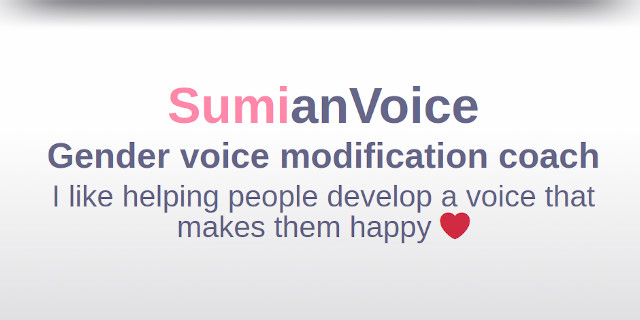 SumianVoice
Gender voice modification coach
I like helping people develop a voice that
makes them happy ❤